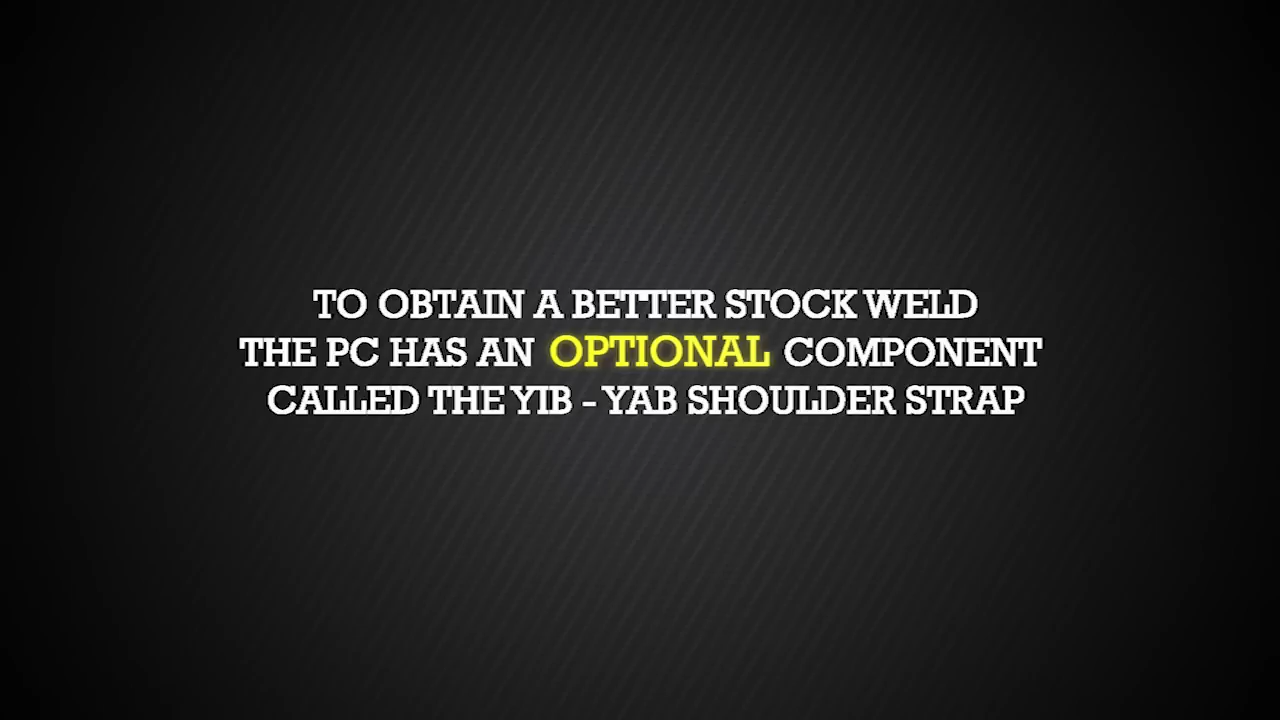 TO OBTAIN A BETTER STOCK WELD
THE PC HAS AN OPTIONAL COMPONENT
CALLED THE YIB - YAB SHOULDER STRAP